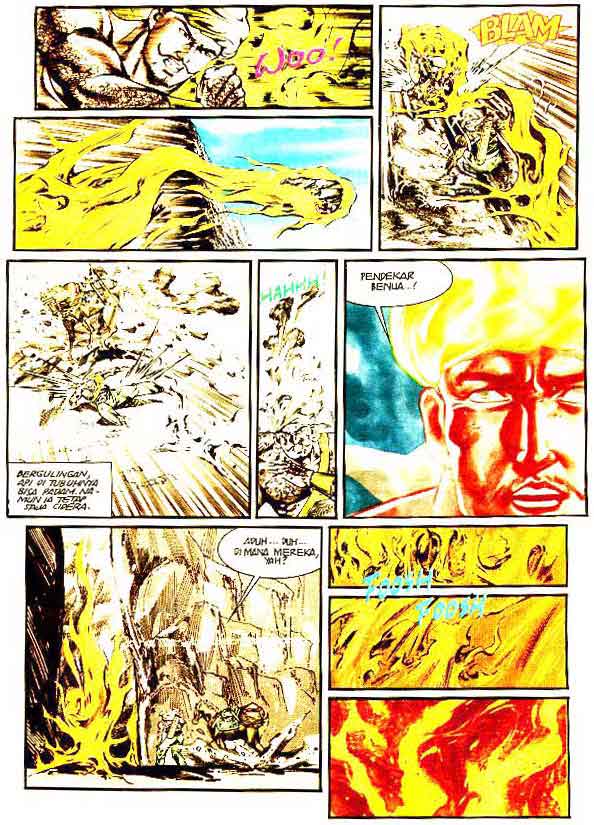 WOO!
BLAM
BERGULINGAN,
API DI TUBUHNYA
BISA PADAM. NA-
MUN IA TETAP
SAJA CIDERA.
HAHHH!
PENDEKAR
BENUA..!
ADUH... DUH...
DI MANA MEREKA,
YAH?
FOOSH
FOOSH